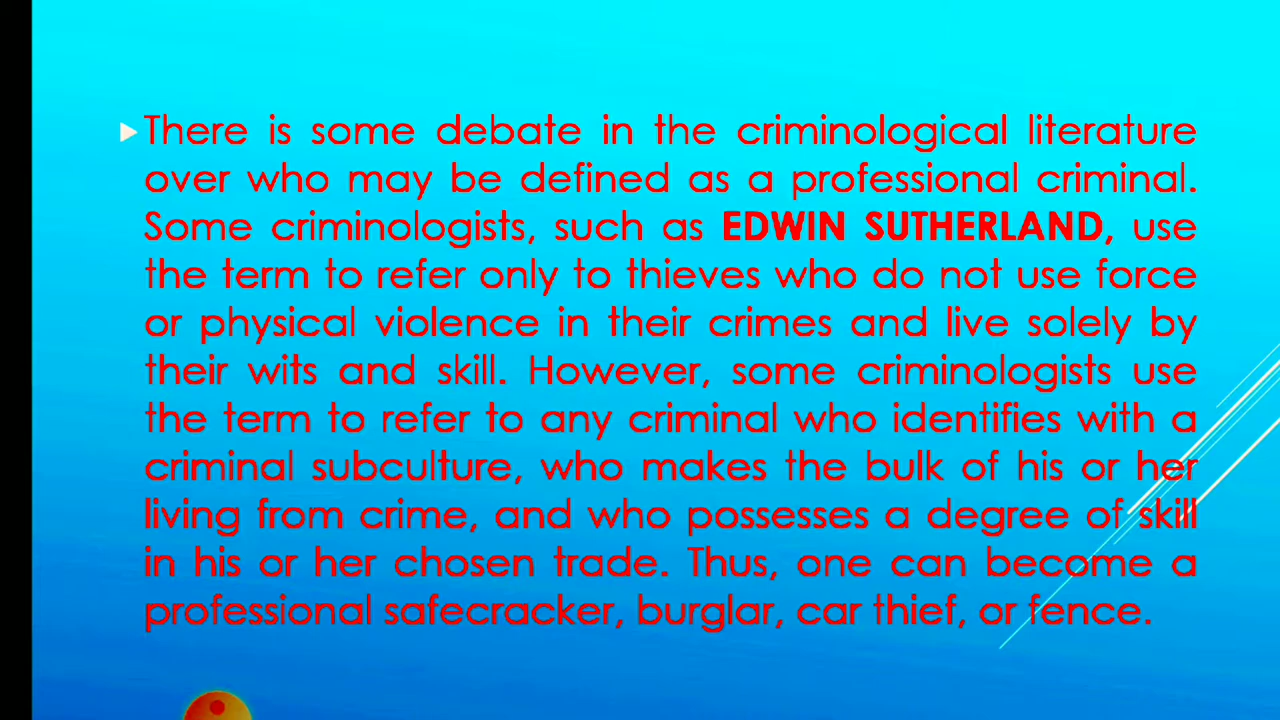 There is some debate in the criminological literature
over who may be defined as a professional criminal.
Some criminologists, such as EDWIN SUTHERLAND, use
the term to refer only to thieves who do not use force
or physical violence in their crimes and live solely by
their wits and skill. However, some criminologists use
the term to refer to any criminal who identifies with a
criminal subculture, who makes the bulk of his or her
living from crime, and who possesses a degree of skill
in his or her chosen trade. Thus, one can become a
professional safecracker, burglar, car thief, or fence.